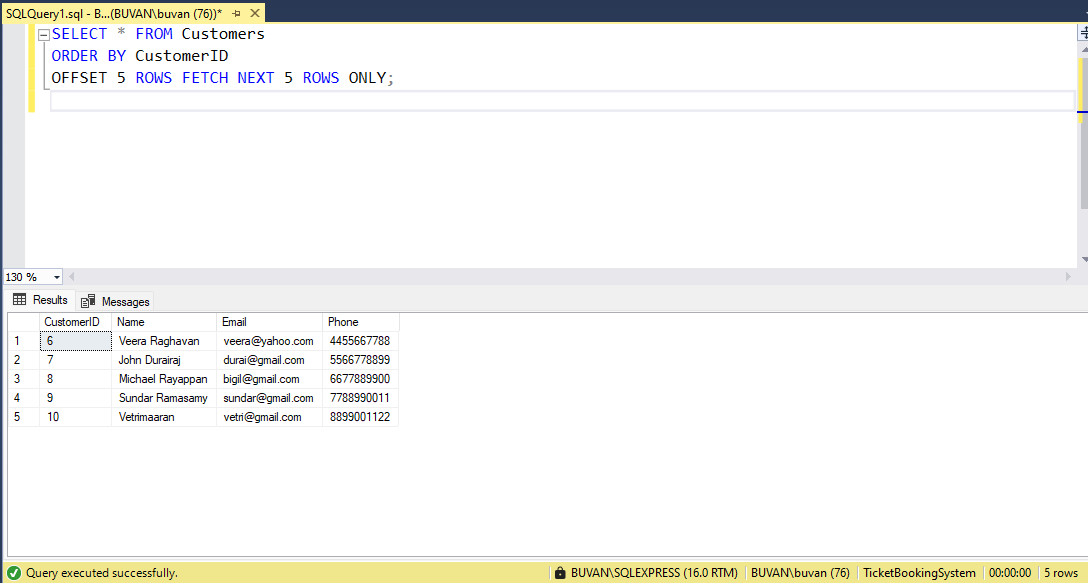 SQLQuery1.sql - B...(BUVAN\buvan (76))*
SELECT * FROM Customers
ORDER BY CustomerID
OFFSET 5 ROWS FETCH NEXT 5 ROWS ONLY;
130 %
Results Messages
CustomerID Name Email Phone
1 6 Veera Raghavan veera@yahoo.com 4455667788
2 7 John Durairaj durai@gmail.com 5566778899
3 8 Michael Rayappan bigil@gmail.com 6677889900
4 9 Sundar Ramasamy sundar@gmail.com 7788990011
5 10 Vetrimaaran vetri@gmail.com 8899001122
Query executed successfully. BUVAN\SQLEXPRESS (16.0 RTM) BUVAN\buvan (76) TicketBookingSystem 00:00:00 5 rows